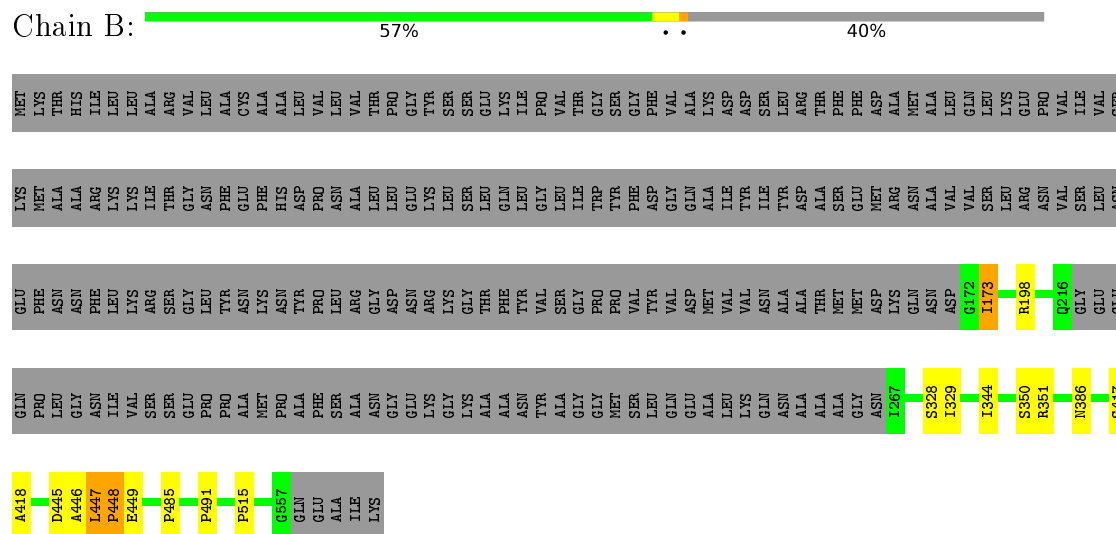 Chain B:
57% • • 40%
MET LYS THR HIS ILE LEU LEU ALA ARG VAL LEU ALA CYS ALA ALA LEU VAL LEU VAL THR PRO GLY TYR SER SER GLU LYS ILE PRO VAL THR GLY SER GLY PHE VAL ALA LYS ASP ASP SER LEU ARG THR PHE PHE ASP ALA MET ALA LEU GLN LEU LYS GLU PRO VAL ILE VAL SER
LYS MET ALA ALA ARG LYS LYS ILE THR GLY ASN PHE GLU PHE HIS ASP PRO ASN ALA LEU LEU GLU LYS LEU SER LEU GLN LEU GLY LEU ILE TRP TYR PHE ASP GLY GLN ALA ILE TYR ILE TYR ASP ALA SER GLU MET ARG ASN ALA VAL VAL SER LEU ARG ASN VAL SER LEU ASN
GLU PHE ASN ASN PHE LEU LYS ARG SER GLY LEU TYR ASN LYS ASN TYR PRO LEU ARG GLY ASP ASN ARG LYS GLY THR PHE TYR VAL SER GLY PRO PRO VAL TYR VAL ASP MET VAL VAL ASN ALA ALA THR MET MET ASP LYS GLN ASN ASP G172 I173 R198 Q216 GLY GLU
GLN PRO LEU GLY ASN ILE VAL SER SER GLU PRO PRO ALA MET PRO ALA PHE SER ALA ASN GLY GLU LYS GLY LYS ALA ALA ASN TYR ALA GLY GLY MET SER LEU GLN GLU ALA LEU LYS GLN ASN ALA ALA ALA GLY ASN I267 S328 I329 I344 S350 R351 N386
A418 D445 A446 L447 P448 E449 P485 P491 P515 G557 GLN GLU ALA ILE LYS